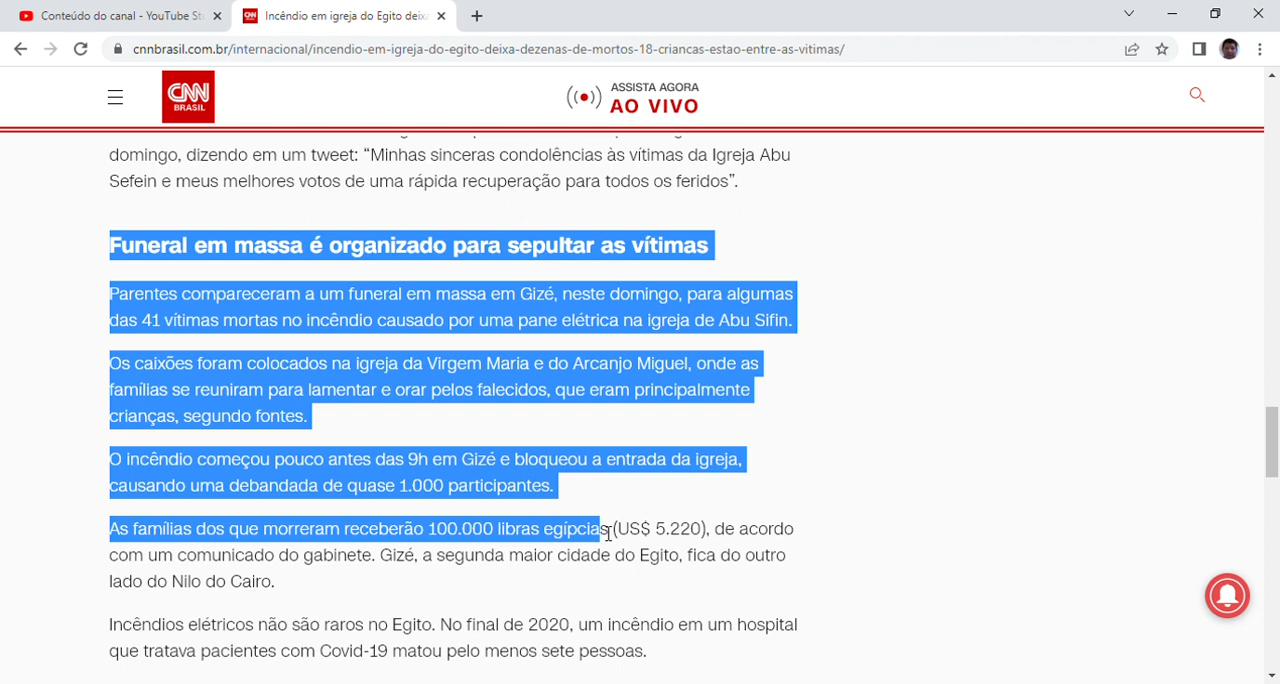 Conteúdo do canal - YouTube St
Incêndio em igreja do Egito deix
cnnbrasil.com.br/internacional/incendio-em-igreja-do-egito-deixa-dezenas-de-mortos-18-criancas-estao-entre-as-vitimas/
CNN
BRASIL
ASSISTA AGORA
AO VIVO
domingo, dizendo em um tweet: “Minhas sinceras condolências às vítimas da Igreja Abu
Sefein e meus melhores votos de uma rápida recuperação para todos os feridos”.
Funeral em massa é organizado para sepultar as vítimas
Parentes compareceram a um funeral em massa em Gizé, neste domingo, para algumas
das 41 vítimas mortas no incêndio causado por uma pane elétrica na igreja de Abu Sifin.
Os caixões foram colocados na igreja da Virgem Maria e do Arcanjo Miguel, onde as
famílias se reuniram para lamentar e orar pelos falecidos, que eram principalmente
crianças, segundo fontes.
O incêndio começou pouco antes das 9h em Gizé e bloqueou a entrada da igreja,
causando uma debandada de quase 1.000 participantes.
As famílias dos que morreram receberão 100.000 libras egípcias (US$ 5.220), de acordo
com um comunicado do gabinete. Gizé, a segunda maior cidade do Egito, fica do outro
lado do Nilo do Cairo.
Incêndios elétricos não são raros no Egito. No final de 2020, um incêndio em um hospital
que tratava pacientes com Covid-19 matou pelo menos sete pessoas.